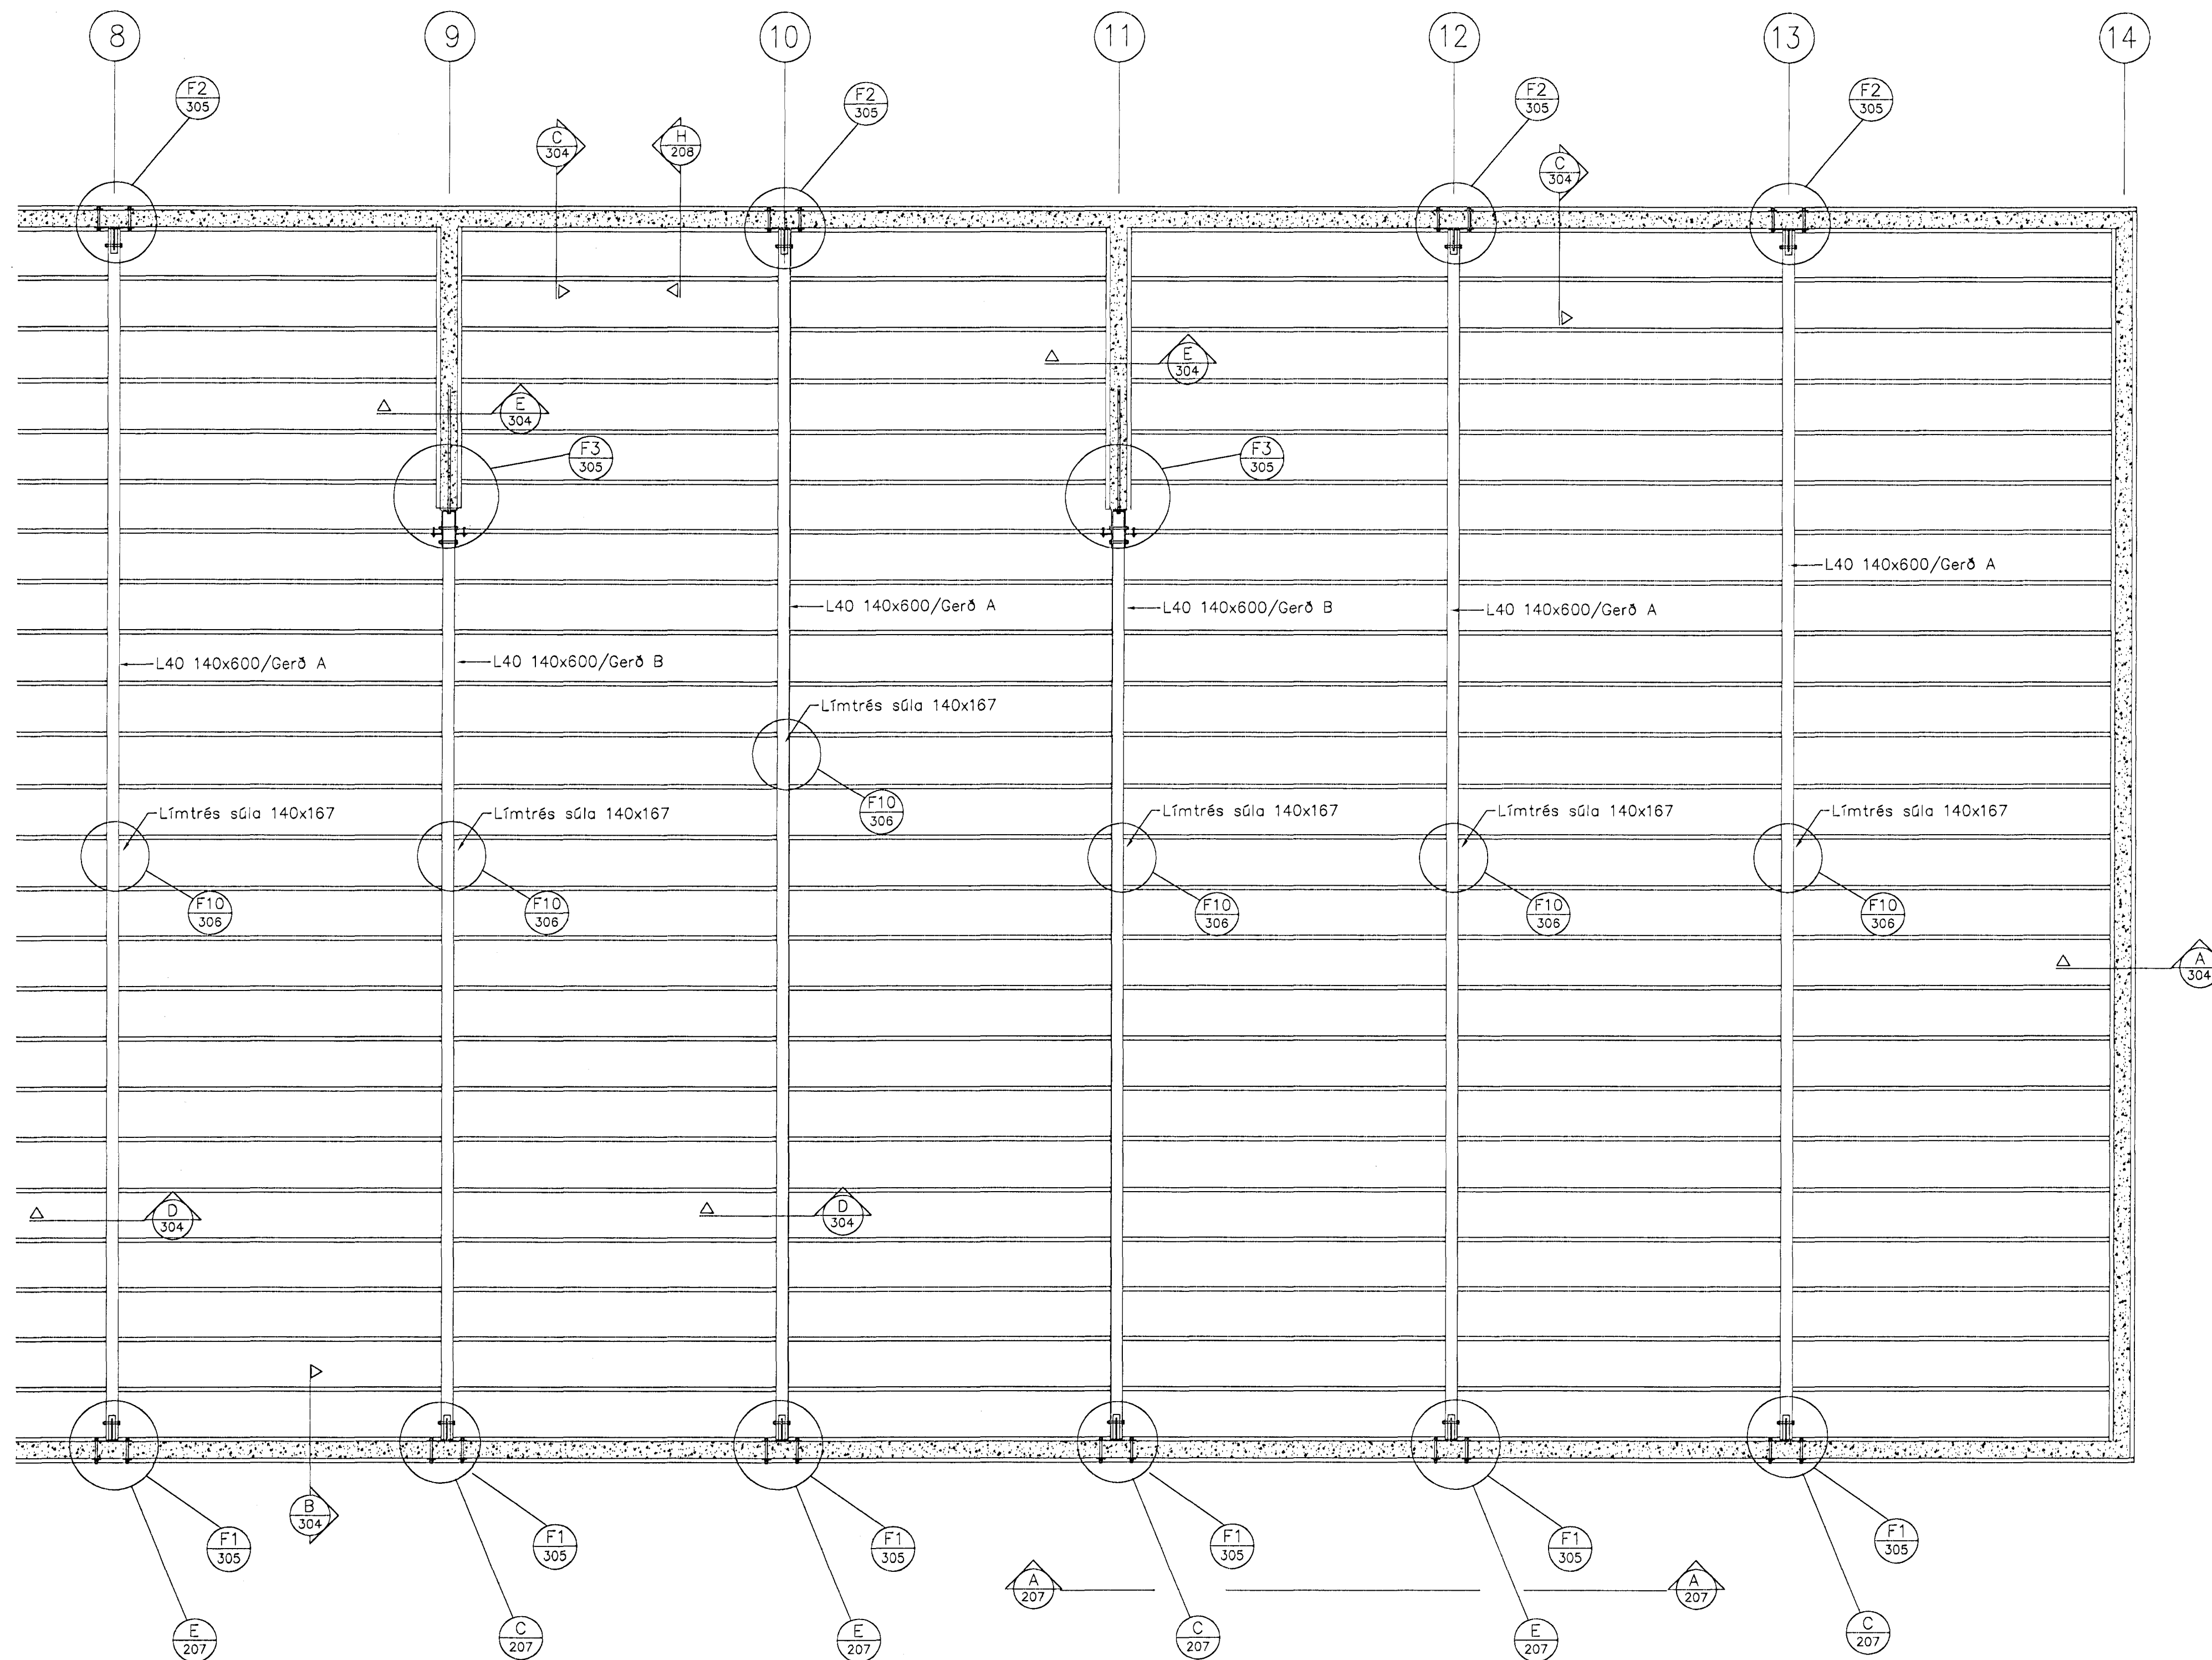 8
9
10
11
12
13
14
F2
305
F2
305
F2
305
F2
305
C
304
H
208
C
304
E
304
E
304
F3
305
F3
305
L40 140x600/Gerð A
L40 140x600/Gerð A
L40 140x600/Gerð B
L40 140x600/Gerð A
L40 140x600/Gerð A
L40 140x600/Gerð B
Límtrés súla 140x167
F10
306
Límtrés súla 140x167
Límtrés súla 140x167
Límtrés súla 140x167
Límtrés súla 140x167
Límtrés súla 140x167
F10
306
F10
306
F10
306
F10
306
F10
306
A
304
D
304
D
304
B
304
F1
305
F1
305
F1
305
F1
305
F1
305
F1
305
A
207
A
207
E
207
C
207
E
207
C
207
E
207
C
207